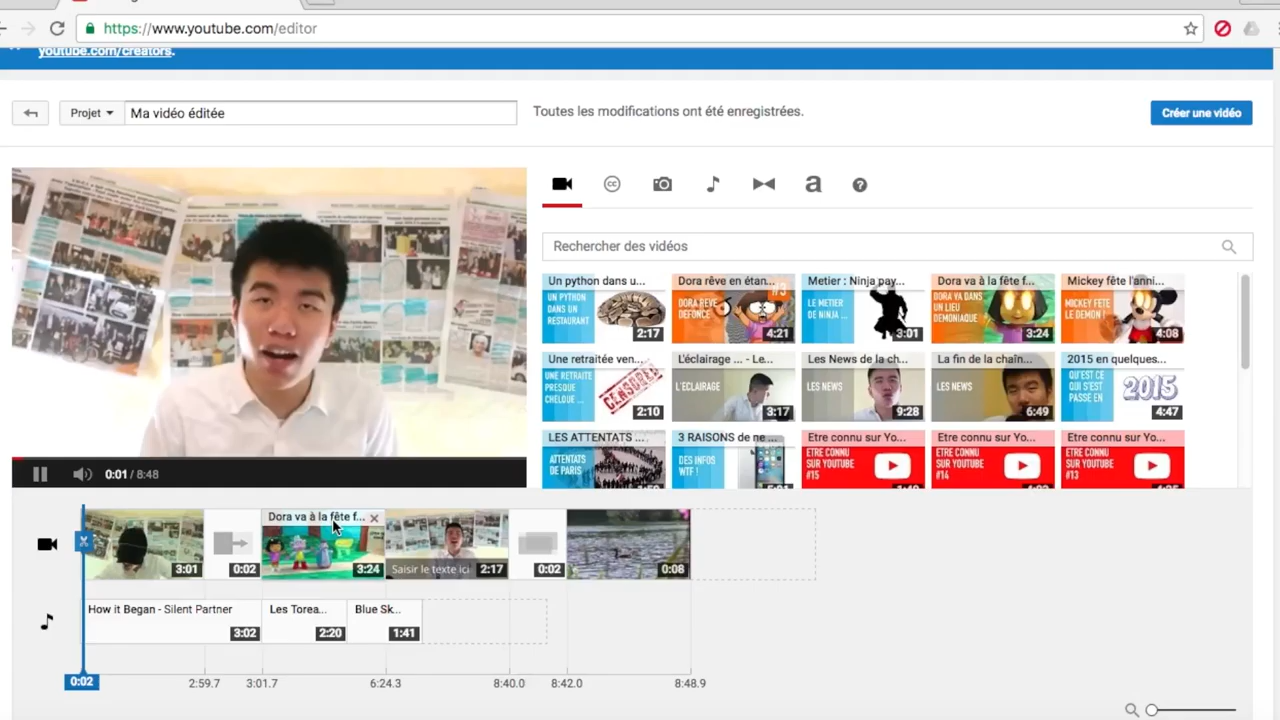 https://www.youtube.com/editor
youtube.com/creators.
Projet
Ma vidéo éditée
Toutes les modifications ont été enregistrées.
Créer une vidéo
Rechercher des vidéos
Un python dans u...
UN PYTHON
DANS UN
RESTAURANT
2:17
Dora rêve en étan...
DORA REVE
DEFONCE
#3
4:21
Metier : Ninja pay...
LE METIER
DE NINJA ...
3:01
Dora va à la fête f...
DORA VA DANS
UN LIEU
DEMONIAQUE
3:24
Mickey fête l'anni...
MICKEY FETE
LE DEMON !
4:08
Une retraitée ven...
UNE RETRAITE
PRESQUE
CHELOUE ...
CENSORED
2:10
L'éclairage ... - Le...
L'ÉCLAIRAGE
3:17
Les News de la ch...
LES NEWS
9:28
La fin de la chaîn...
LES NEWS
6:49
2015 en quelques...
QU'EST CE
QUI S'EST
PASSE EN
2015
4:47
LES ATTENTATS ...
ATTENTATS
DE PARIS
3 RAISONS de ne ...
DES INFOS
WTF !
Etre connu sur Yo...
ETRE CONNU
SUR YOUTUBE
#15
Etre connu sur Yo...
ETRE CONNU
SUR YOUTUBE
#14
Etre connu sur Yo...
ETRE CONNU
SUR YOUTUBE
#13
0:01 / 8:48
3:01
0:02
Dora va à la fête f...
3:24
Saisir le texte ici
2:17
0:02
0:08
How it Began - Silent Partner
3:02
Les Torea...
2:20
Blue Sk...
1:41
0:02
2:59.7
3:01.7
6:24.3
8:40.0
8:42.0
8:48.9